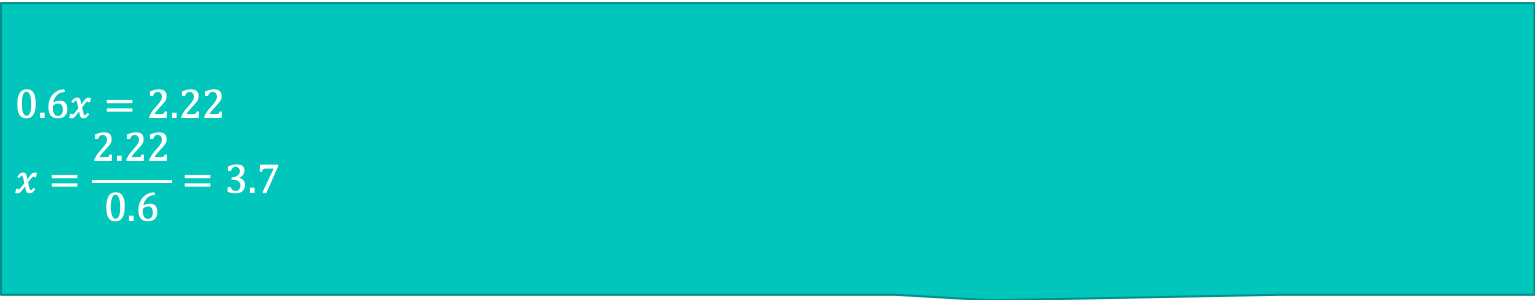 0.6𝑥 = 2.22
𝑥 = 2.22/0.6 = 3.7